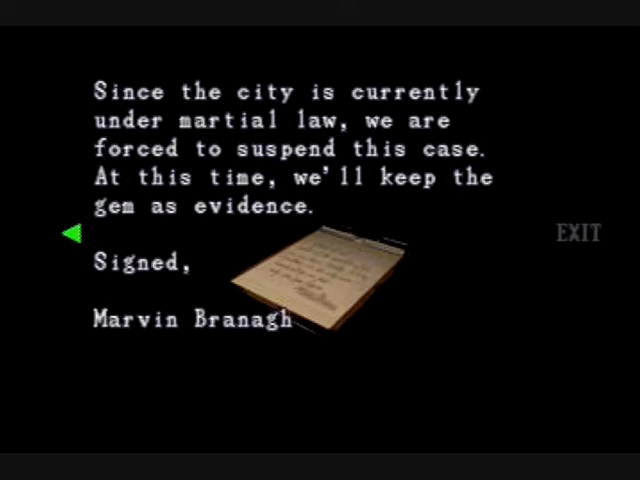 Since the city is currently
under martial law, we are
forced to suspend this case.
At this time, we'll keep the
gem as evidence.
EXIT
Signed,
Marvin Branagh